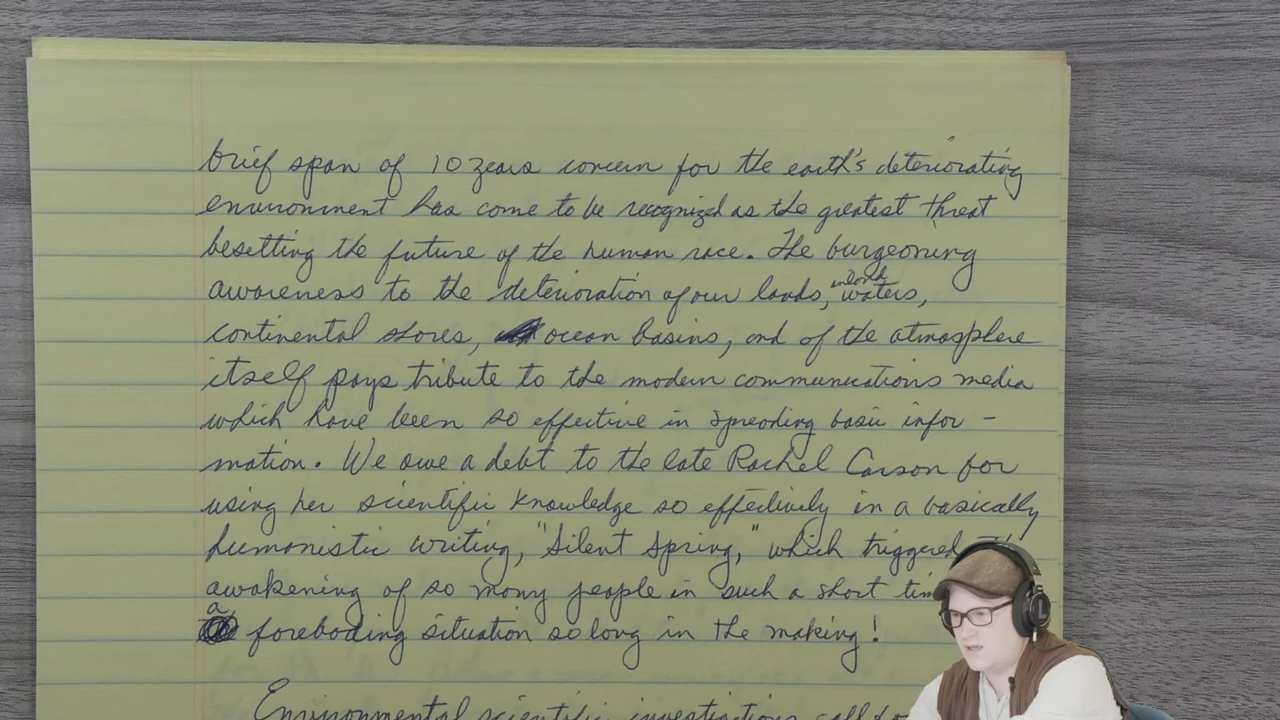 brief span of 10 years concern for the earth's deteriorating
environment has come to be recognized as the greatest threat
besetting the future of the human race. The burgeoning
awareness to the deterioration of our lands, inland waters,
continental shores, ocean basins, and of the atmosphere
itself pays tribute to the modern communications media
which have been so effective in spreading basic infor-
mation. We owe a debt to the late Rachel Carson for
using her scientific knowledge so effectively in a basically
humanistic writing, "Silent Spring," which triggered
awakening of so many people in such a short
a foreboding situation so long in the making!
Environmental scientific investigations call